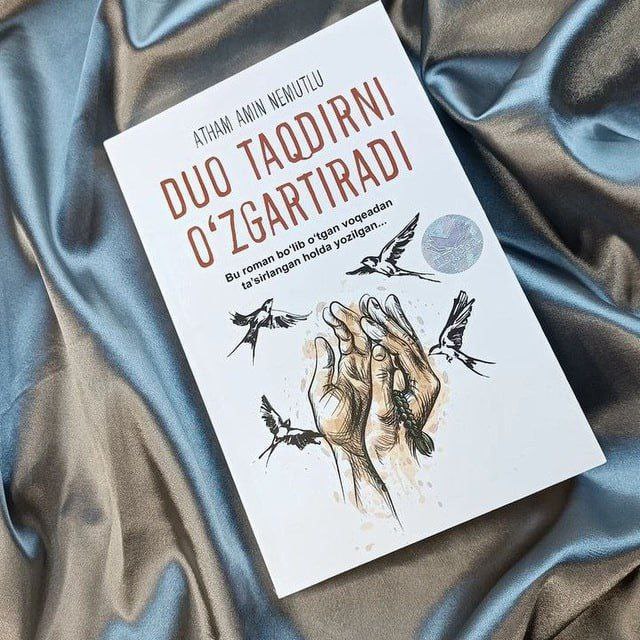 ATHAM AMIN NEMUTLU
DUO TAQDIRNI
O‘ZGARTIRADI
Bu roman bo‘lib o‘tgan voqeadan
ta’sirlangan holda yozilgan...